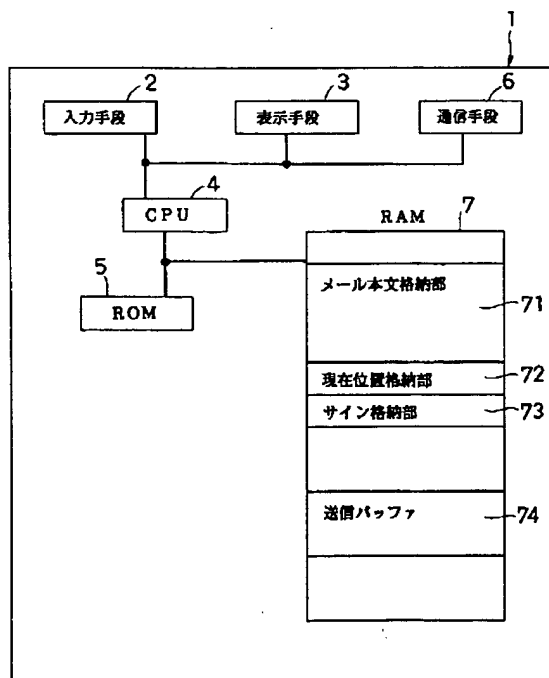 1
2
3
6
入力手段
表示手段
通信手段
4
CPU
RAM
7
5
ROM
メール本文格納部
71
現在位置格納部
72
サイン格納部
73
送信バッファ
74